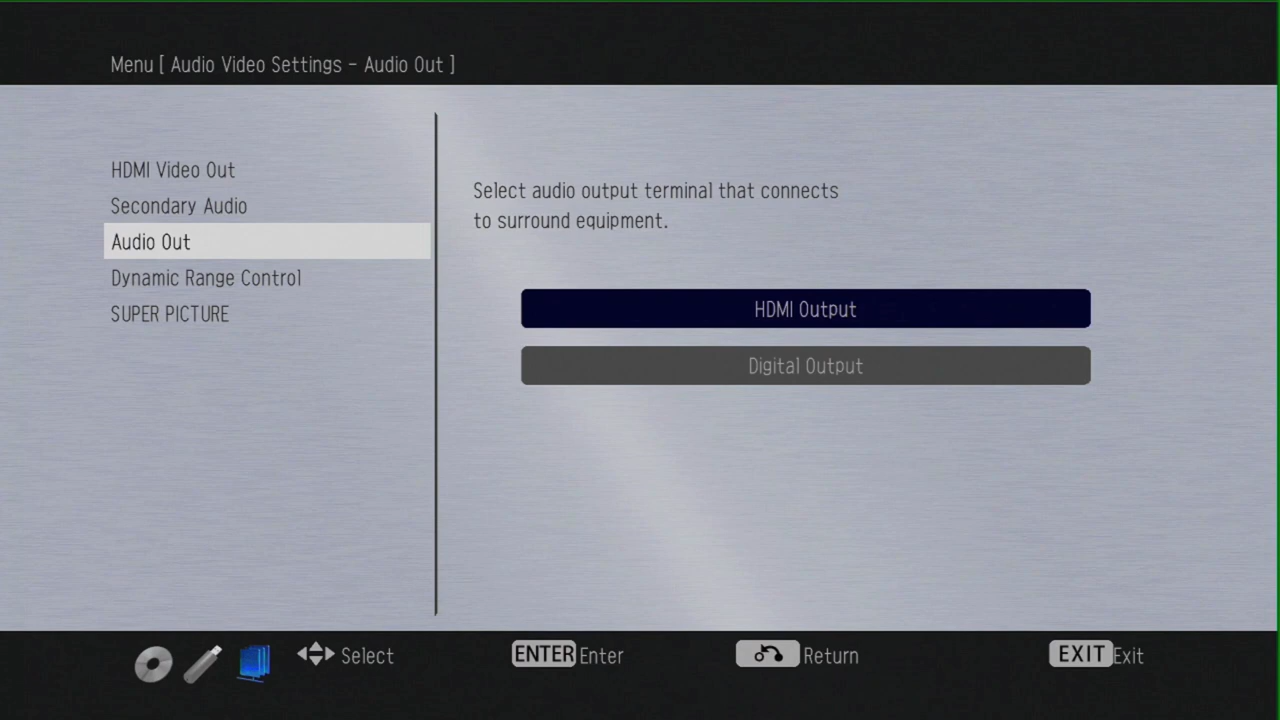 Menu [ Audio Video Settings - Audio Out ]
HDMI Video Out
Secondary Audio
Audio Out
Dynamic Range Control
SUPER PICTURE
Select audio output terminal that connects
to surround equipment.
HDMI Output
Digital Output
Select
ENTER Enter
Return
EXIT Exit